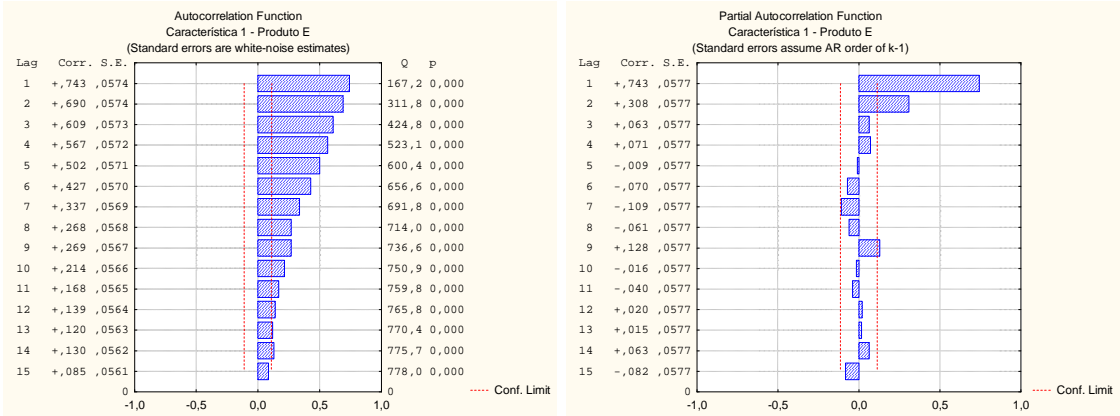 Autocorrelation Function
Característica 1 - Produto E
(Standard errors are white-noise estimates)
Lag Corr. S.E. Q p
1 +,743 ,0574 167,2 0,000
2 +,690 ,0574 311,8 0,000
3 +,609 ,0573 424,8 0,000
4 +,567 ,0572 523,1 0,000
5 +,502 ,0571 600,4 0,000
6 +,427 ,0570 656,6 0,000
7 +,337 ,0569 691,8 0,000
8 +,268 ,0568 714,0 0,000
9 +,269 ,0567 736,6 0,000
10 +,214 ,0566 750,9 0,000
11 +,168 ,0565 759,8 0,000
12 +,139 ,0564 765,8 0,000
13 +,120 ,0563 770,4 0,000
14 +,130 ,0562 775,7 0,000
15 +,085 ,0561 778,0 0,000
0 0
-1,0 -0,5 0,0 0,5 1,0
Conf. Limit
Partial Autocorrelation Function
Característica 1 - Produto E
(Standard errors assume AR order of k-1)
Lag Corr. S.E.
1 +,743 ,0577
2 +,308 ,0577
3 +,063 ,0577
4 +,071 ,0577
5 -,009 ,0577
6 -,070 ,0577
7 -,109 ,0577
8 -,061 ,0577
9 +,128 ,0577
10 -,016 ,0577
11 -,040 ,0577
12 +,020 ,0577
13 +,015 ,0577
14 +,063 ,0577
15 -,082 ,0577
0
-1,0 -0,5 0,0 0,5 1,0
Conf. Limit